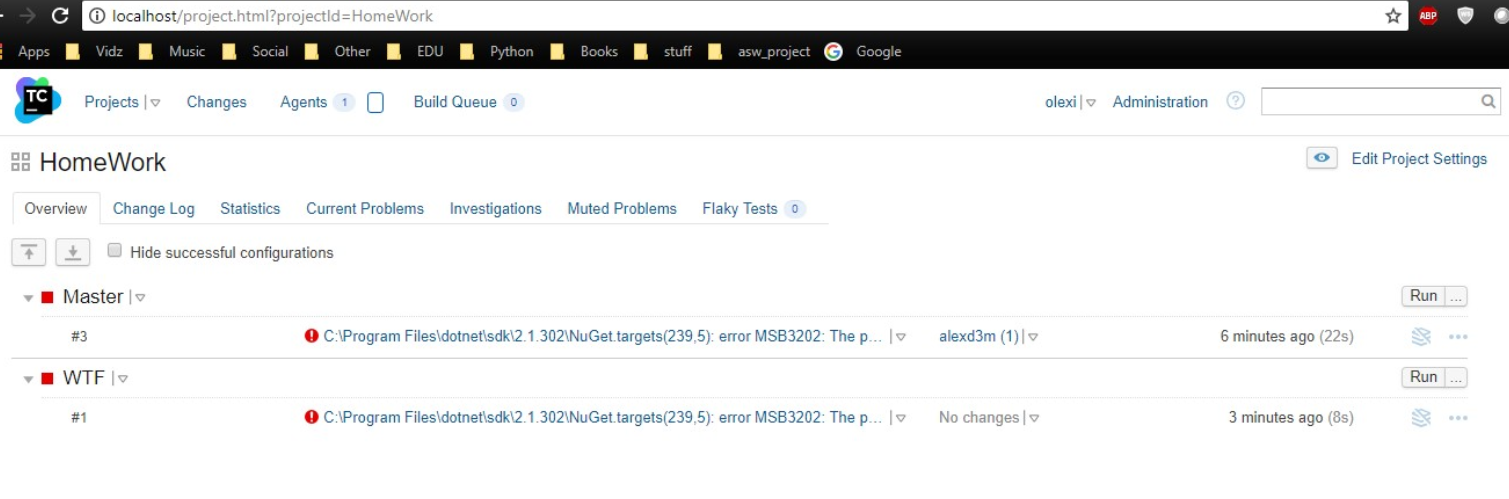 localhost/project.html?projectId=HomeWork
ABP
Apps Vidz Music Social Other EDU Python Books stuff asw_project Google
TC Projects Changes Agents 1 Build Queue 0 olexi Administration ?
HomeWork Edit Project Settings
Overview Change Log Statistics Current Problems Investigations Muted Problems Flaky Tests 0
Hide successful configurations
Master Run ...
#3 C:\Program Files\dotnet\sdk\2.1.302\NuGet.targets(239,5): error MSB3202: The p... alexd3m (1) 6 minutes ago (22s)
WTF Run ...
#1 C:\Program Files\dotnet\sdk\2.1.302\NuGet.targets(239,5): error MSB3202: The p... No changes 3 minutes ago (8s)